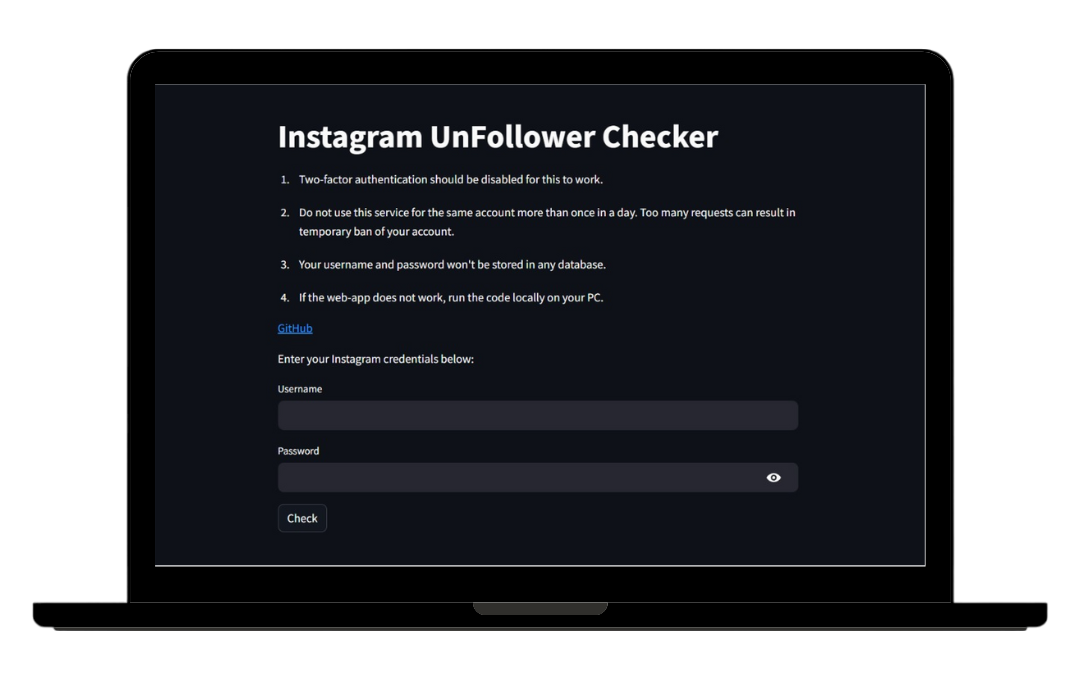 Instagram UnFollower Checker
1. Two-factor authentication should be disabled for this to work.
2. Do not use this service for the same account more than once in a day. Too many requests can result in
temporary ban of your account.
3. Your username and password won't be stored in any database.
4. If the web-app does not work, run the code locally on your PC.
GitHub
Enter your Instagram credentials below:
Username
Password
Check